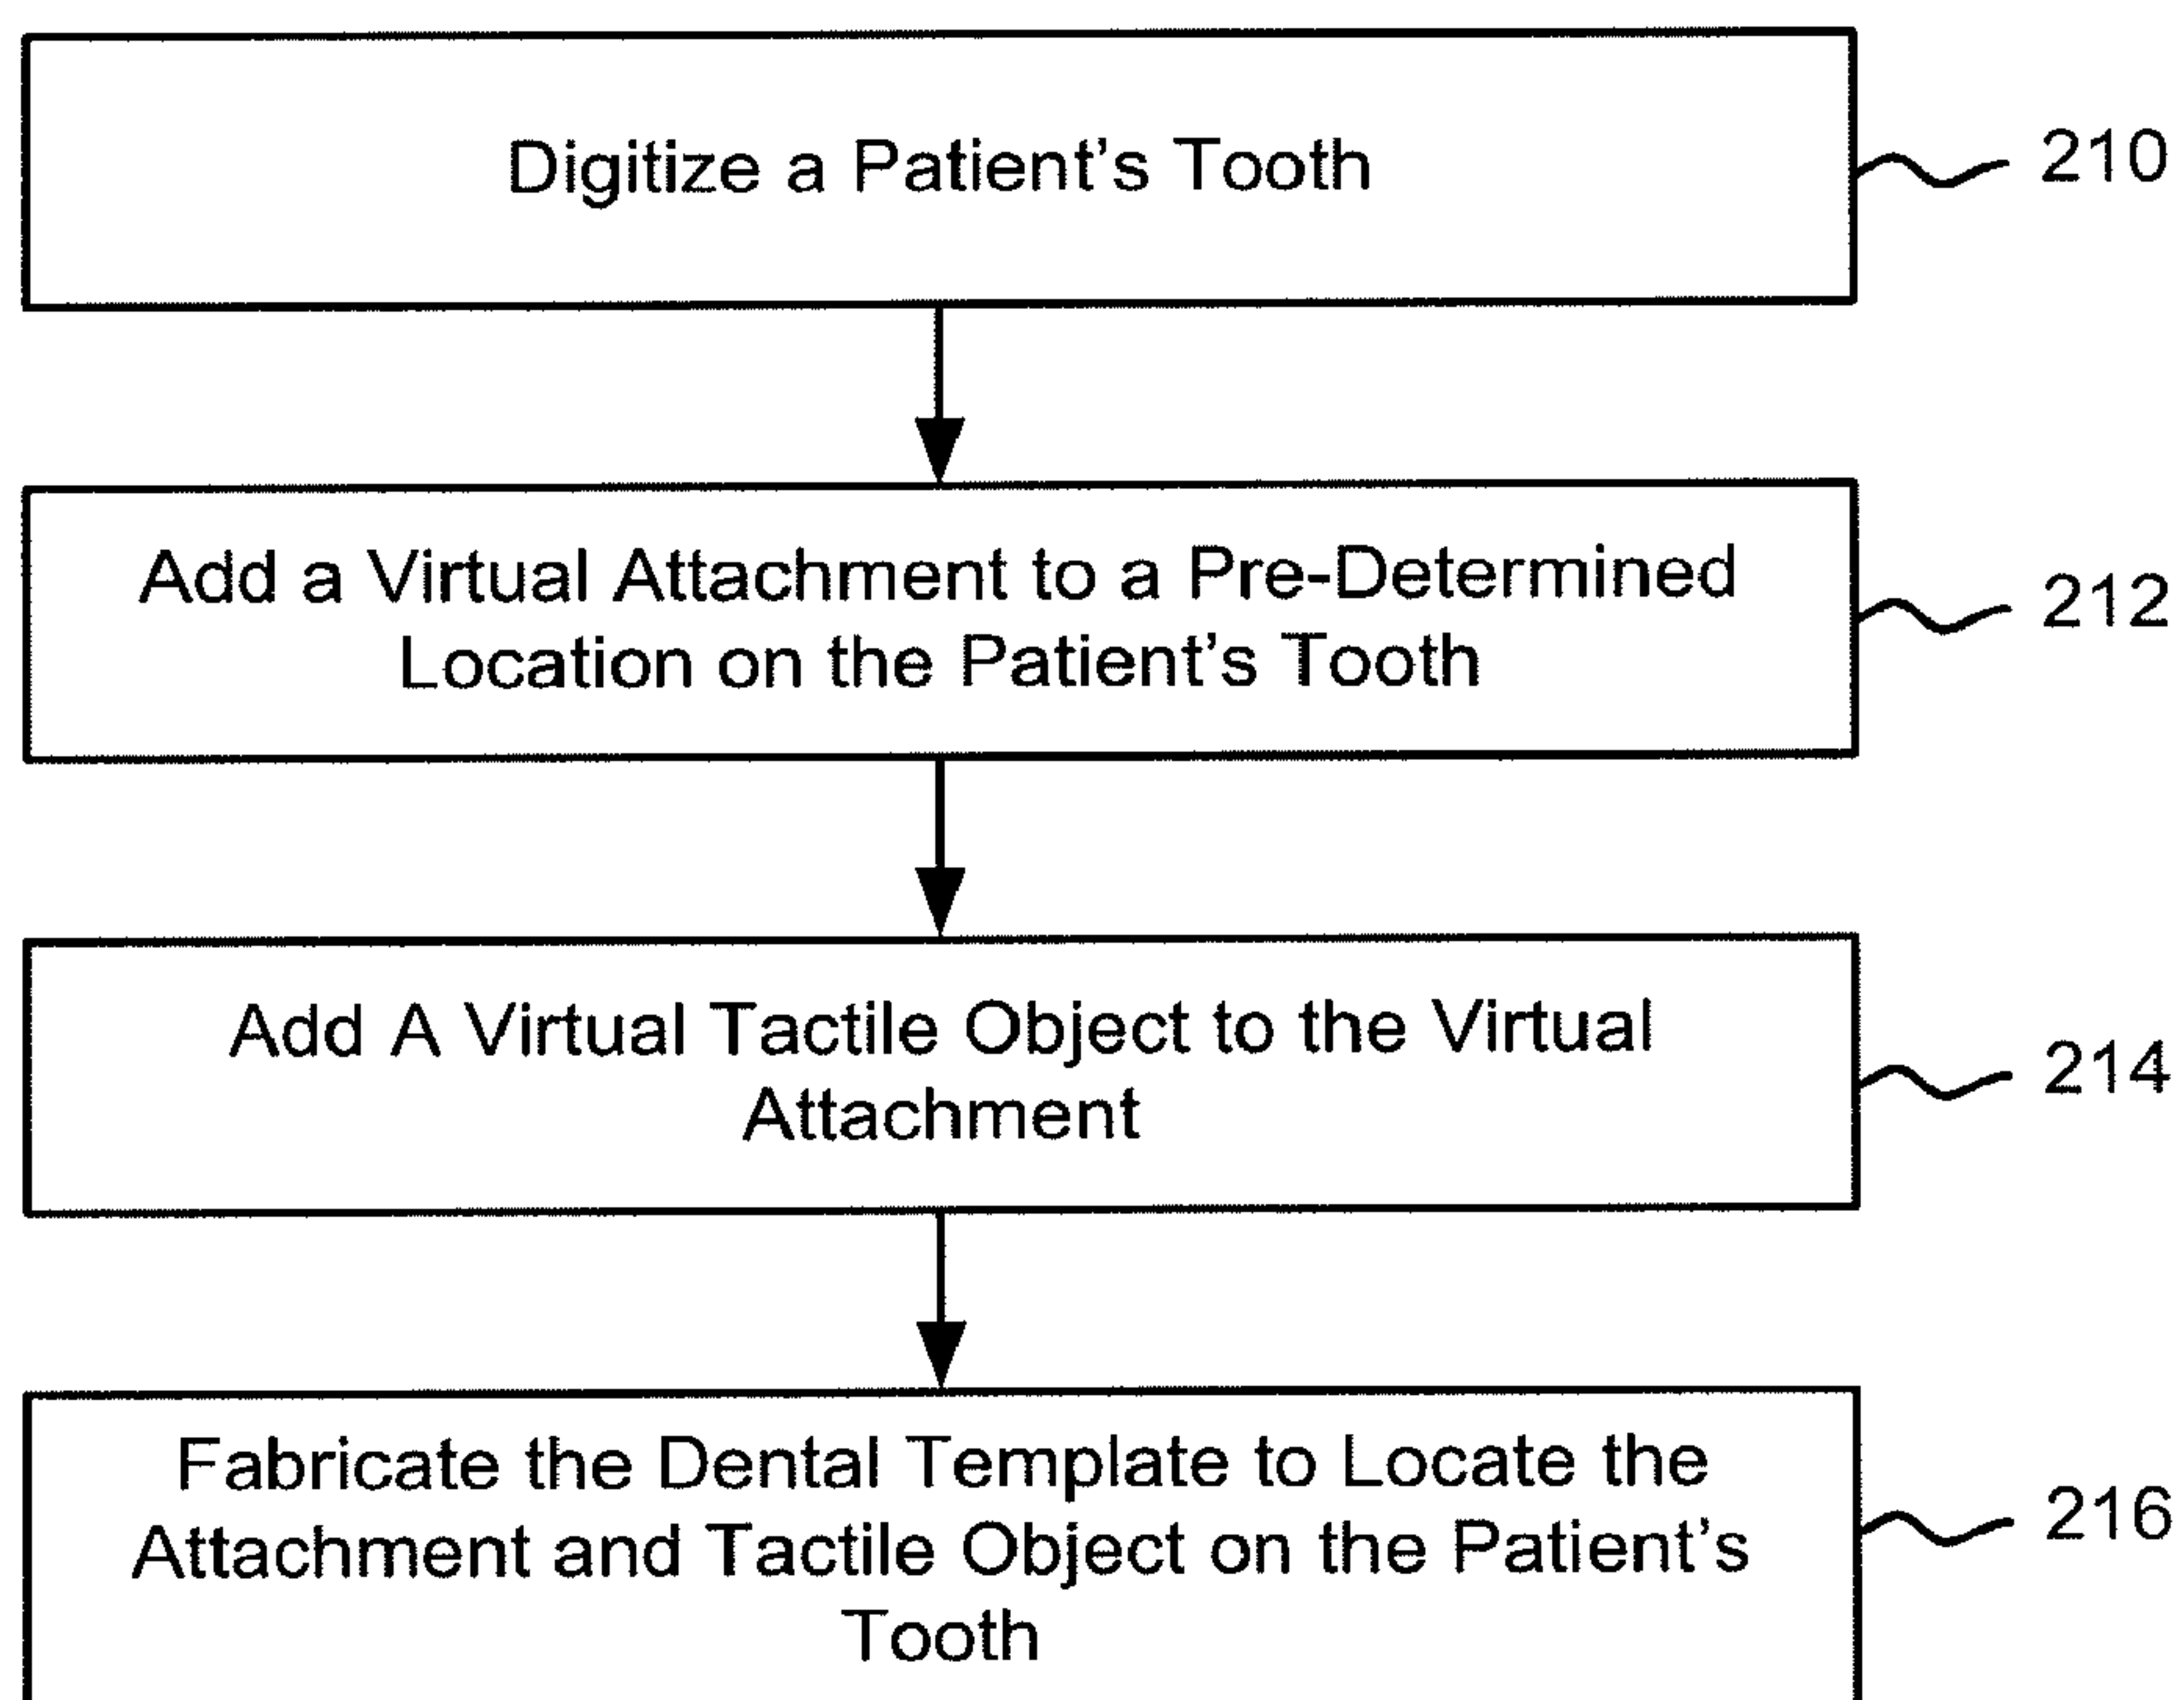 Digitize a Patient's Tooth
210
Add a Virtual Attachment to a Pre-Determined
Location on the Patient's Tooth
212
Add A Virtual Tactile Object to the Virtual
Attachment
214
Fabricate the Dental Template to Locate the
Attachment and Tactile Object on the Patient's
Tooth
216